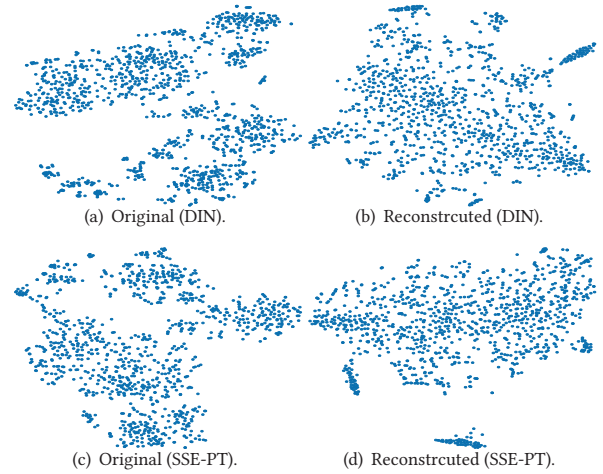 (a) Original (DIN).
(b) Reconstrcuted (DIN).
(c) Original (SSE-PT).
(d) Reconstrcuted (SSE-PT).